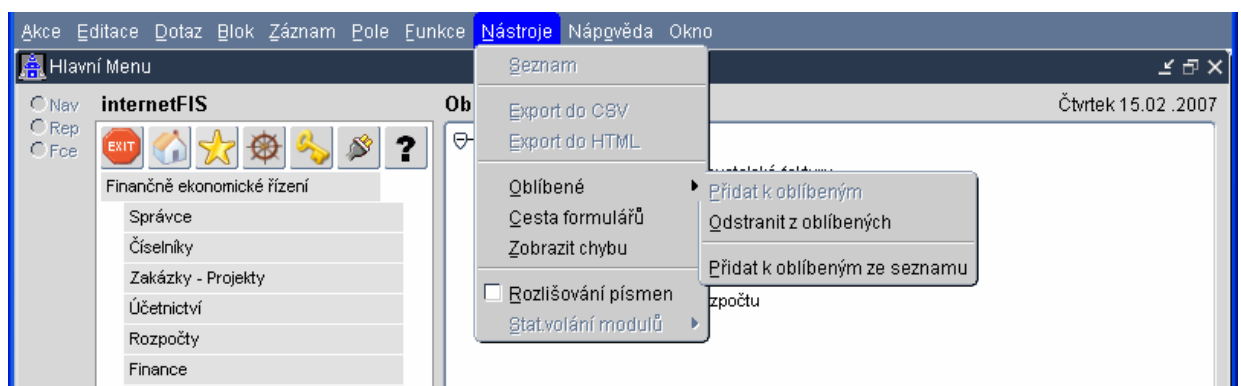 Akce Editace Dotaz Blok Záznam Pole Funkce Nástroje Nápověda Okno
Hlavní Menu
Nav
Rep
Fce
internetFIS
EXIT
?
Finančně ekonomické řízení
Správce
Číselníky
Zakázky - Projekty
Účetnictví
Rozpočty
Finance
Ob
Čtvrtek 15.02 .2007
Seznam
Export do CSV
Export do HTML
Oblíbené
Cesta formulářů
Zobrazit chybu
Rozlišování písmen
Stat.volání modulů
Přidat k oblíbeným
Odstranit z oblíbených
Přidat k oblíbeným ze seznamu
zpočtu